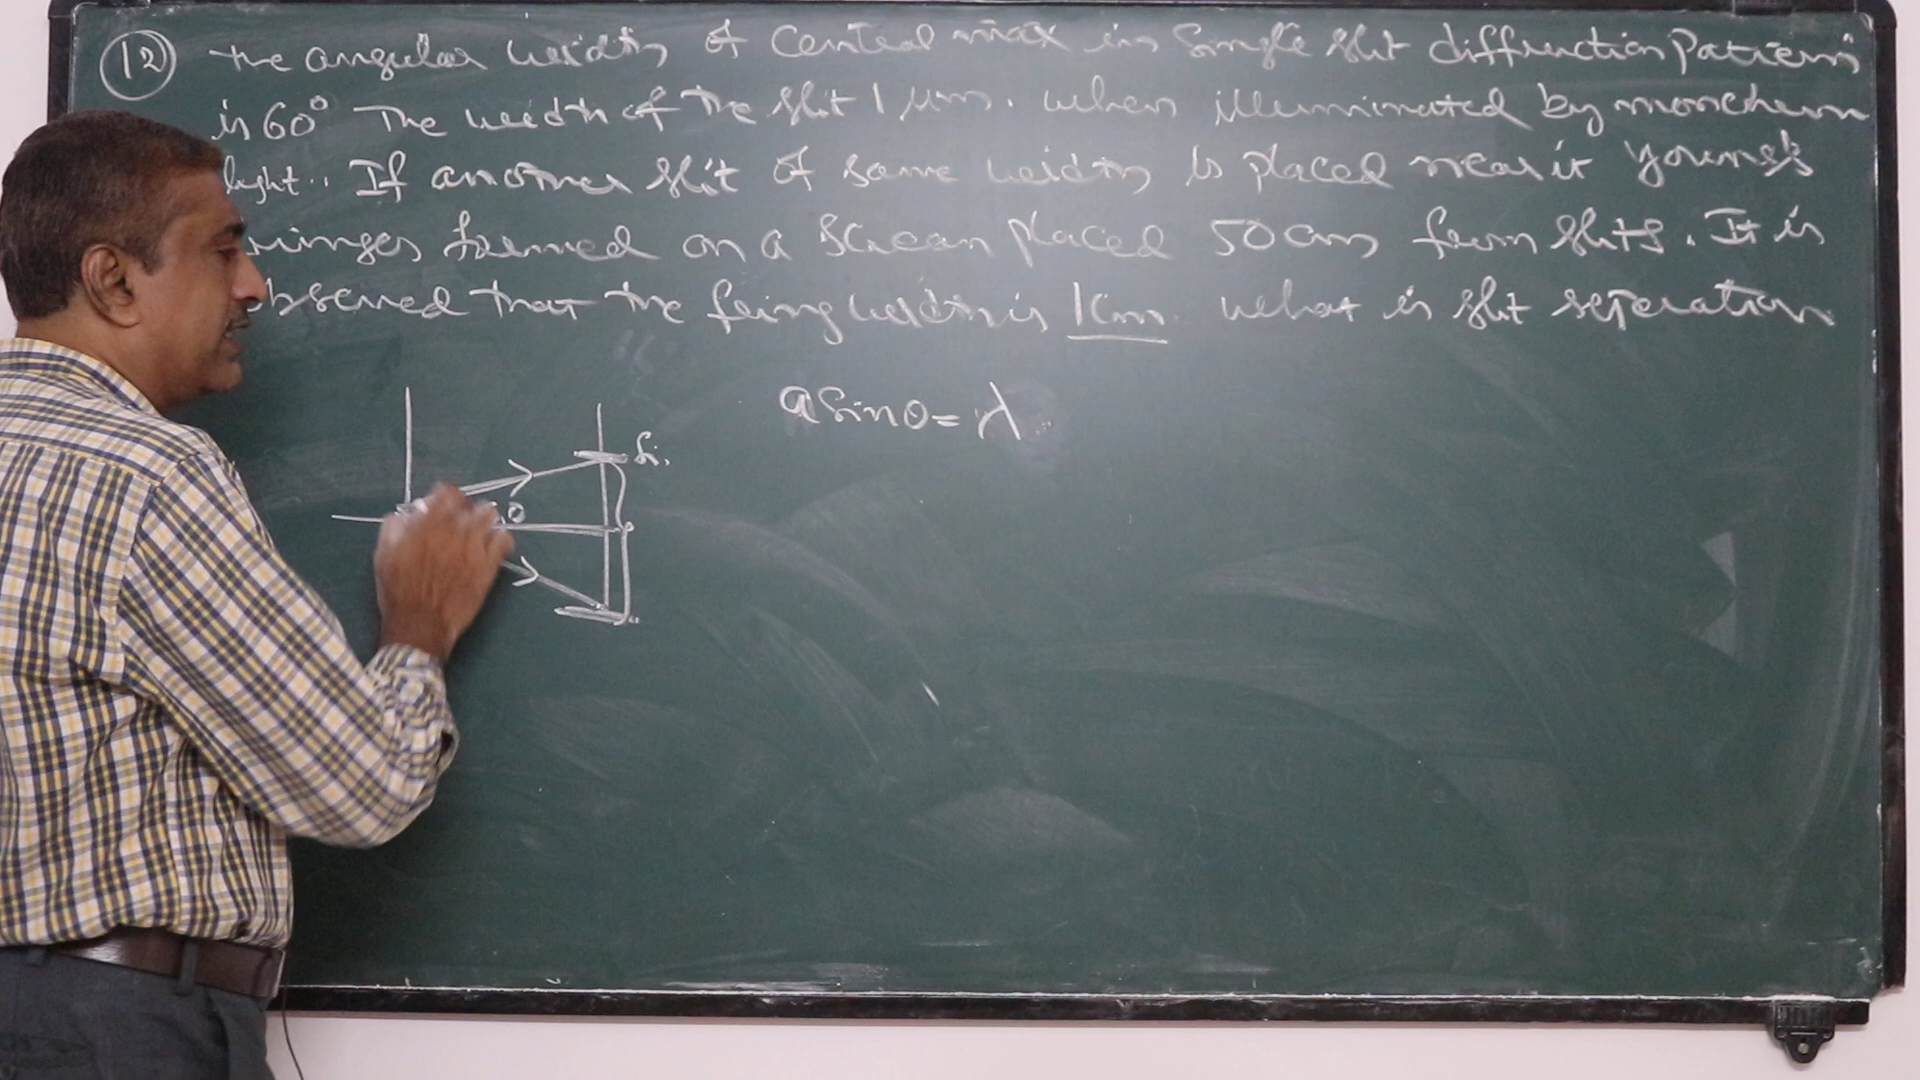 12 the angular width of central max in single slit diffraction pattern
is 60° The width of the slit 1 μm. when illuminated by monochrom
light.. If another slit of same width is placed near it young's
ringes formed on a screen placed 50 cm from slits. It is
bserved that the fring width is 1cm. what is slit seperation
a sin θ = λ
θ